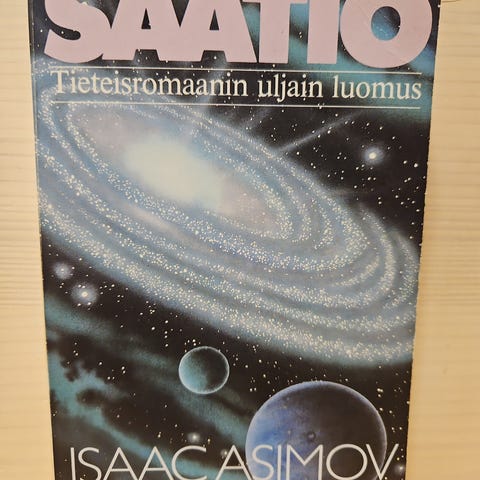 SÄÄTIÖ
Tieteisromaanin uljain luomus
ISAAC ASIMOV